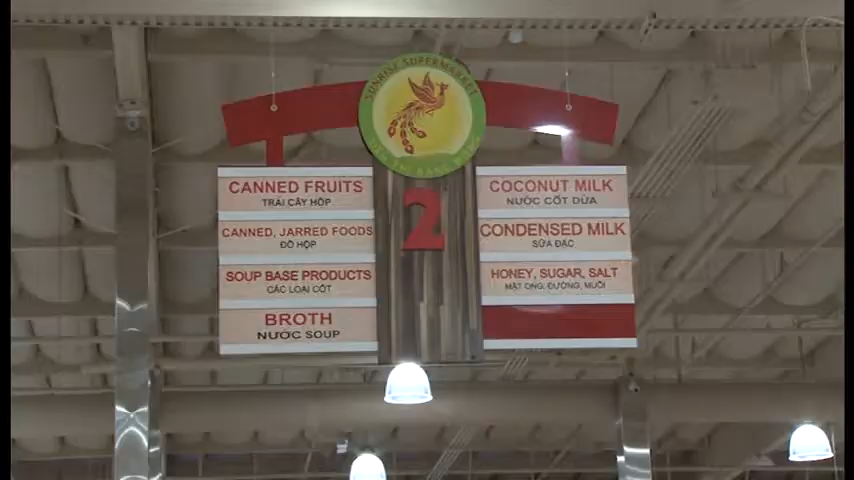 SUNRISE SUPERMARKET
CANNED FRUITS
TRÁI CÂY HỘP
CANNED, JARRED FOODS
ĐỒ HỘP
SOUP BASE PRODUCTS
CÁC LOẠI CỐT
BROTH
NƯỚC SOUP
2
COCONUT MILK
NƯỚC CỐT DỪA
CONDENSED MILK
SỮA ĐẶC
HONEY, SUGAR, SALT
MẬT ONG, ĐƯỜNG, MUỐI